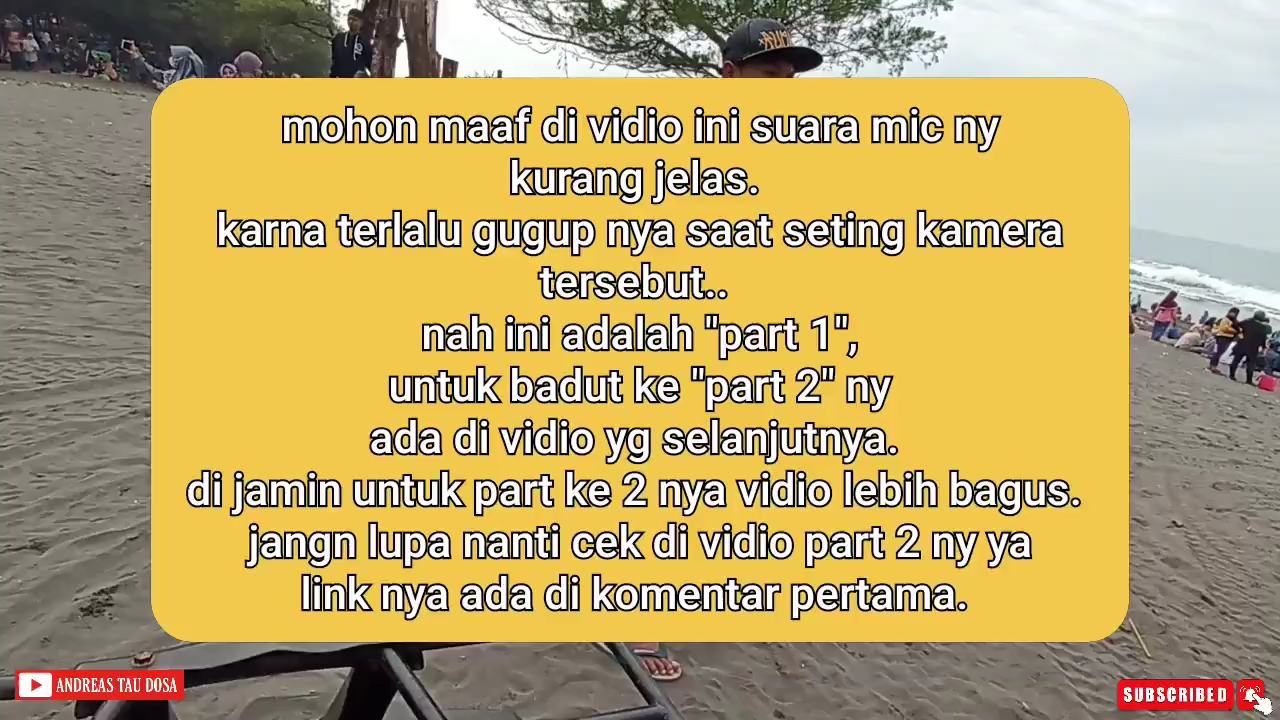 mohon maaf di vidio ini suara mic ny
kurang jelas.
karna terlalu gugup nya saat seting kamera
tersebut..
nah ini adalah "part 1",
untuk badut ke "part 2" ny
ada di vidio yg selanjutnya.
di jamin untuk part ke 2 nya vidio lebih bagus.
jangn lupa nanti cek di vidio part 2 ny ya
link nya ada di komentar pertama.
ANDREAS TAU DOSA
SUBSCRIBED